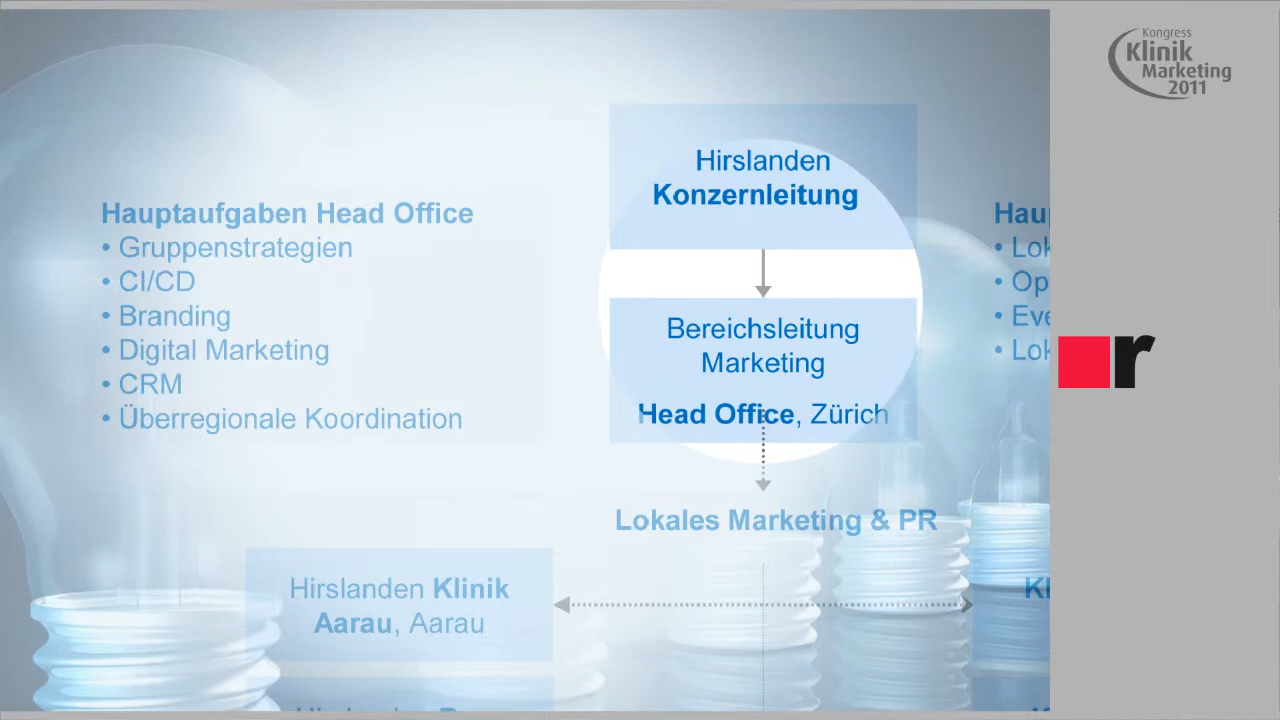 Kongress
Klinik
Marketing
2011
Hirslanden
Konzernleitung
Hauptaufgaben Head Office
• Gruppenstrategien
• CI/CD
• Branding
• Digital Marketing
• CRM
• Überregionale Koordination
Bereichsleitung
Marketing
Head Office, Zürich
Lokales Marketing & PR
Hirslanden Klinik
Aarau, Aarau
r